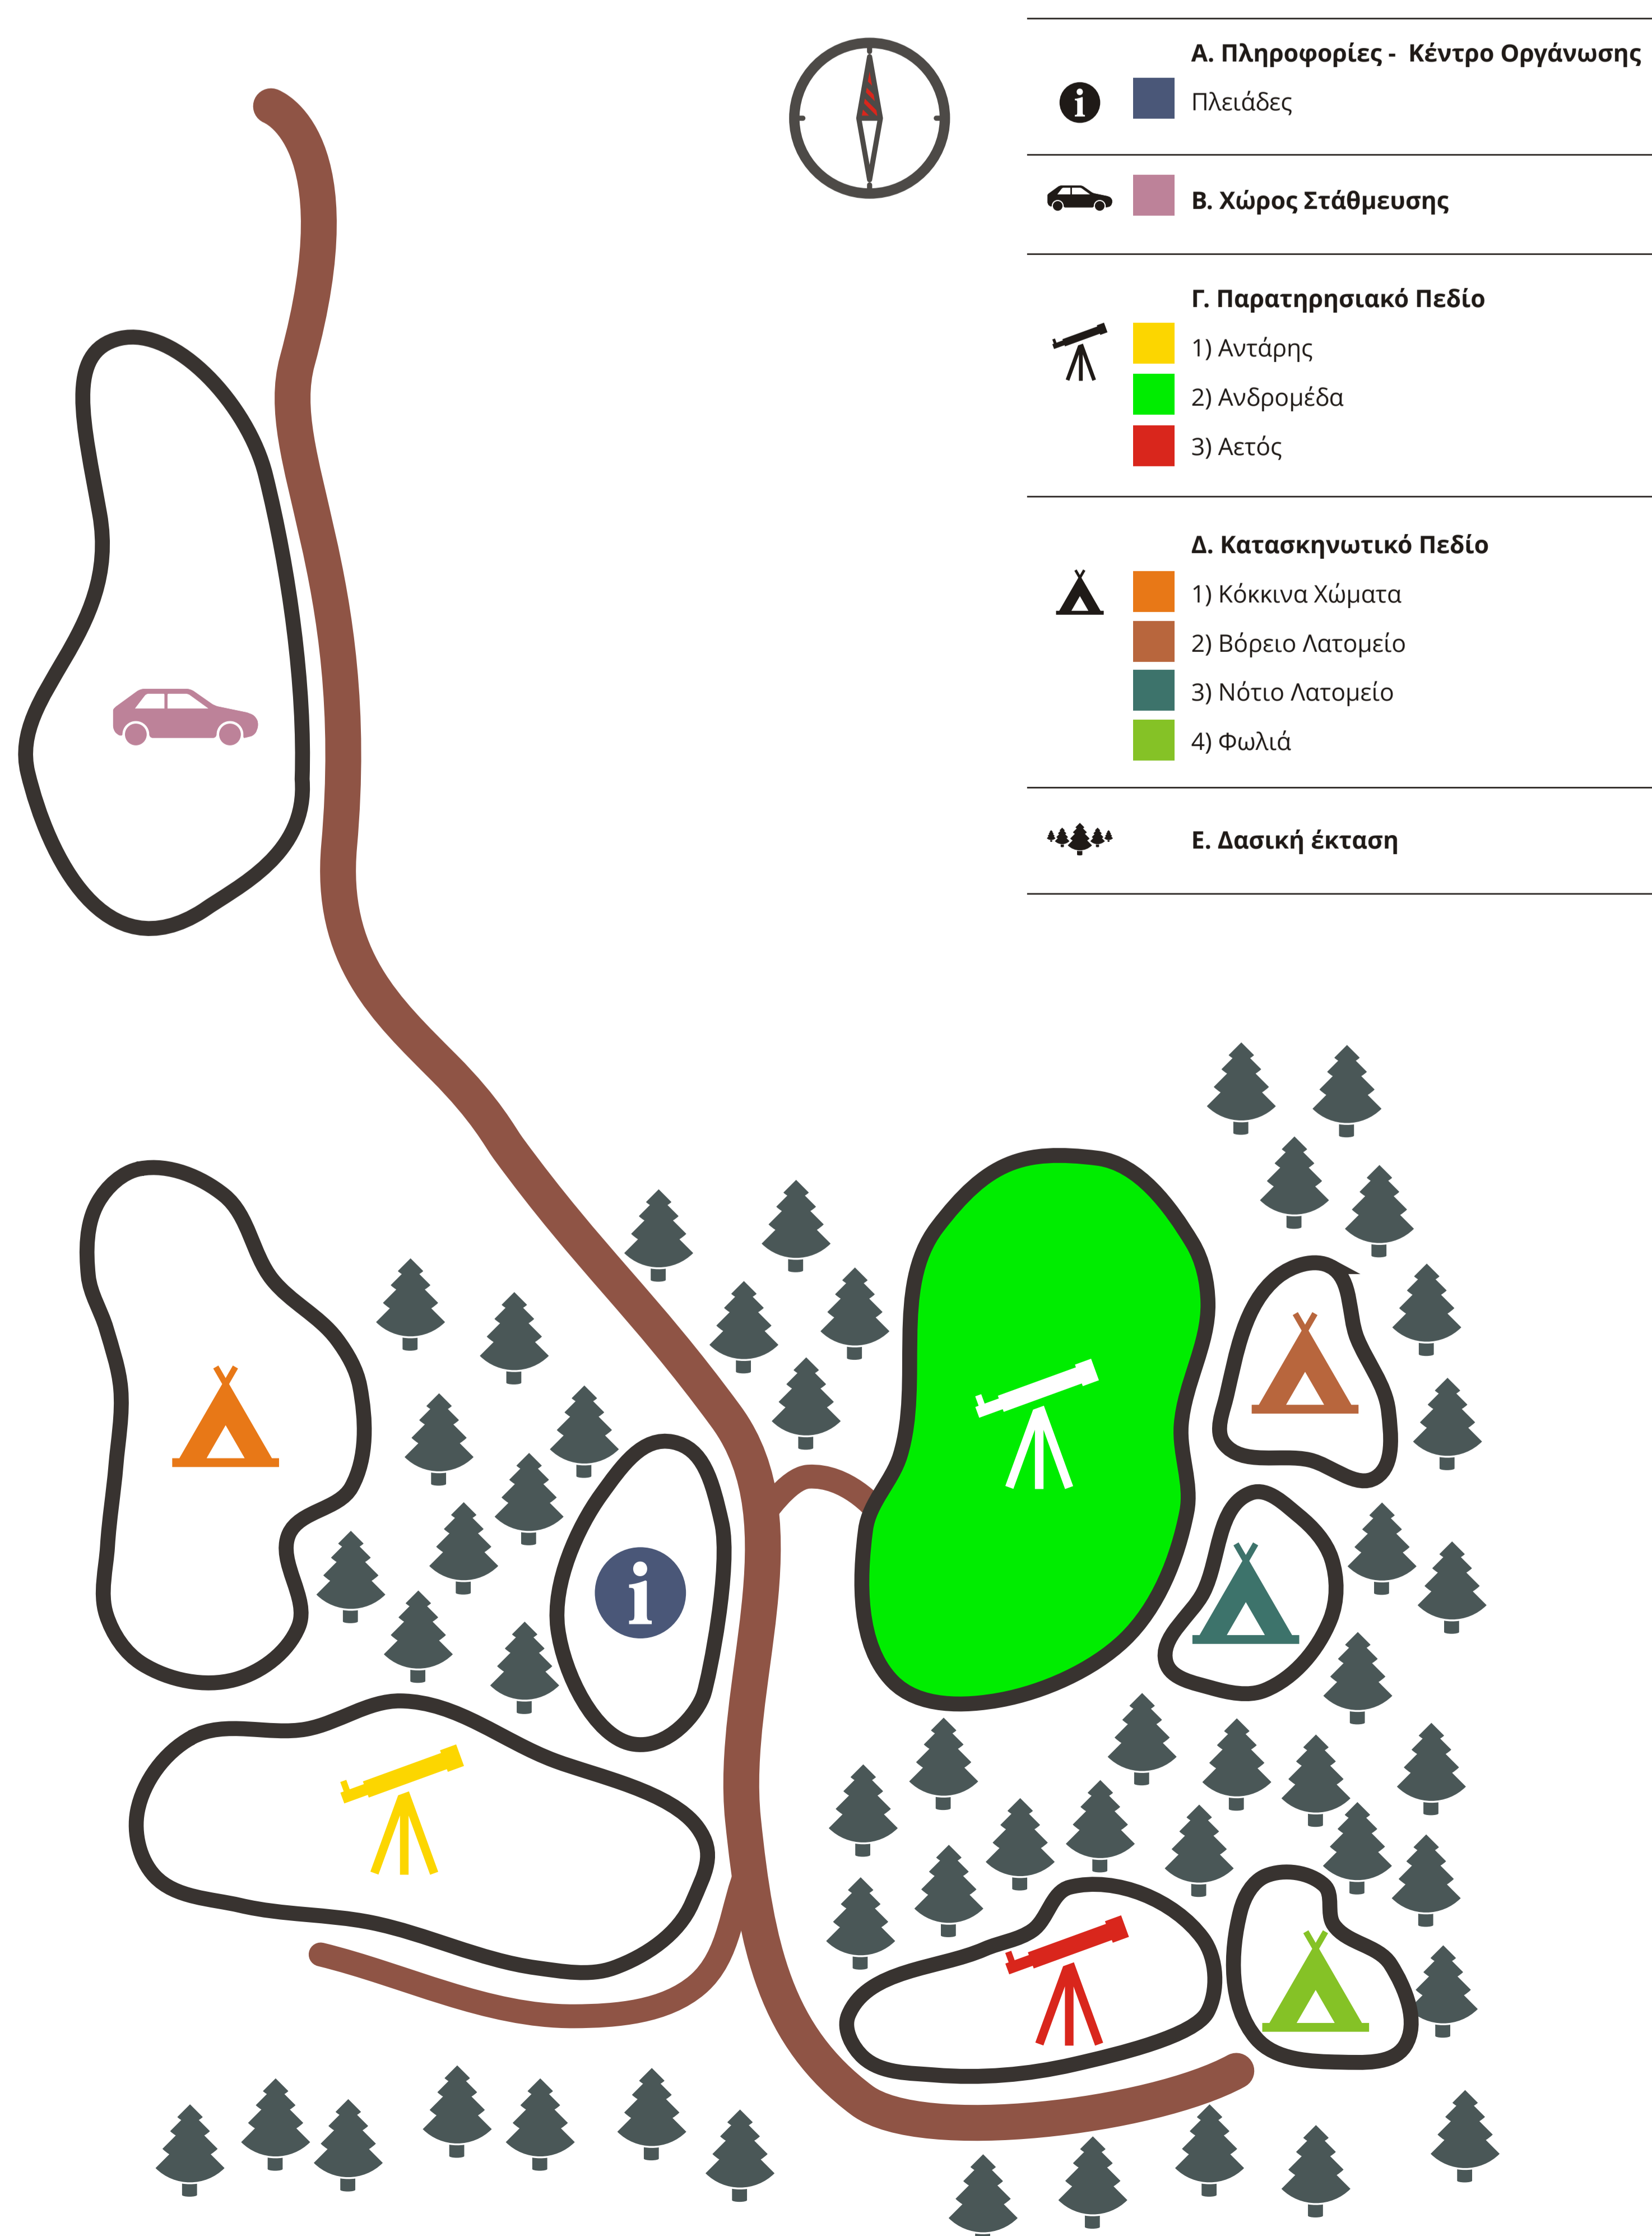 Α. Πληροφορίες - Κέντρο Οργάνωσης
Πλειάδες
Β. Χώρος Στάθμευσης
Γ. Παρατηρησιακό Πεδίο
1) Αντάρης
2) Ανδρομέδα
3) Αετός
Δ. Κατασκηνωτικό Πεδίο
1) Κόκκινα Χώματα
2) Βόρειο Λατομείο
3) Νότιο Λατομείο
4) Φωλιά
Ε. Δασική έκταση